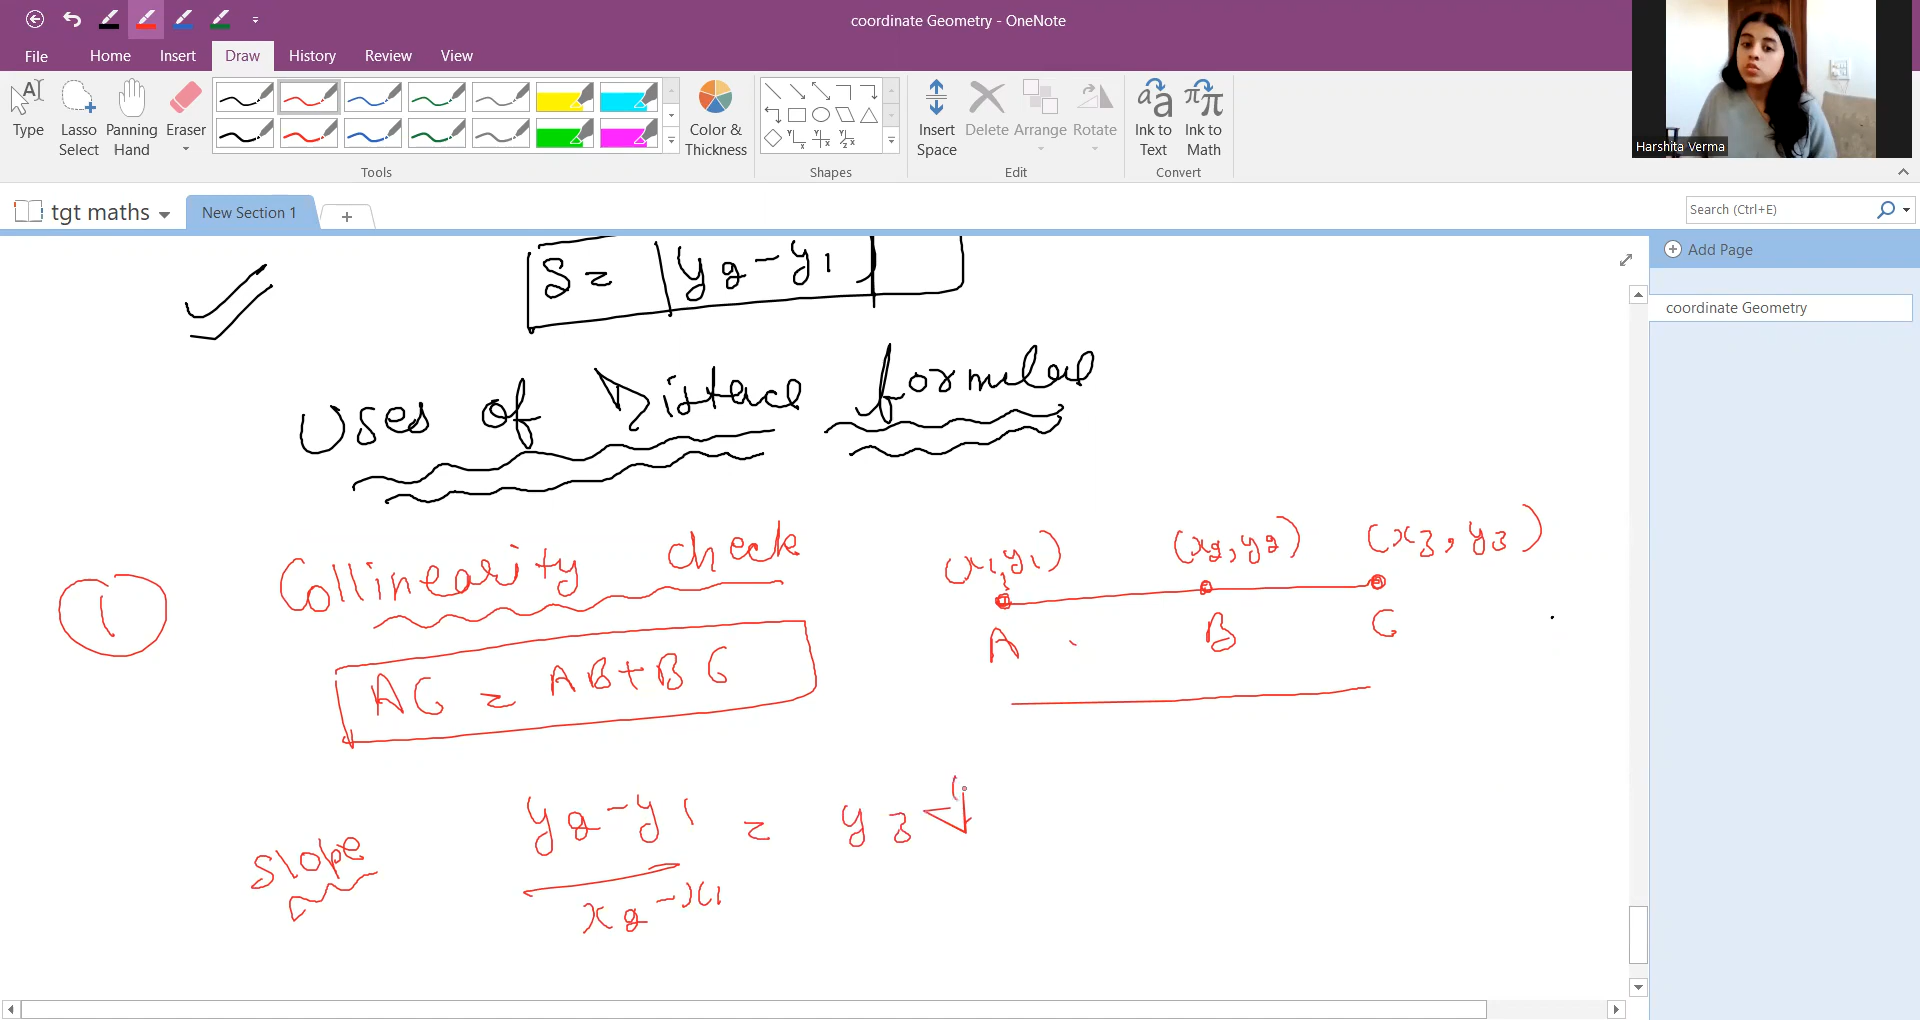 coordinate Geometry - OneNote
File Home Insert Draw History Review View
Type
Lasso Select
Panning Hand
Eraser
Color & Thickness
Insert Space
Delete
Arrange
Rotate
Ink to Text
Ink to Math
Tools
Shapes
Edit
Convert
Harshita Verma
tgt maths
New Section 1
+
Search (Ctrl+E)
Add Page
coordinate Geometry
S = |y2 - y1|
Uses of Distace formulae
1
Collinearity check
(x1,y1) (x2,y2) (x3,y3)
A B C
AC = AB+BC
slope
y2-y1 = y3
x2-x1